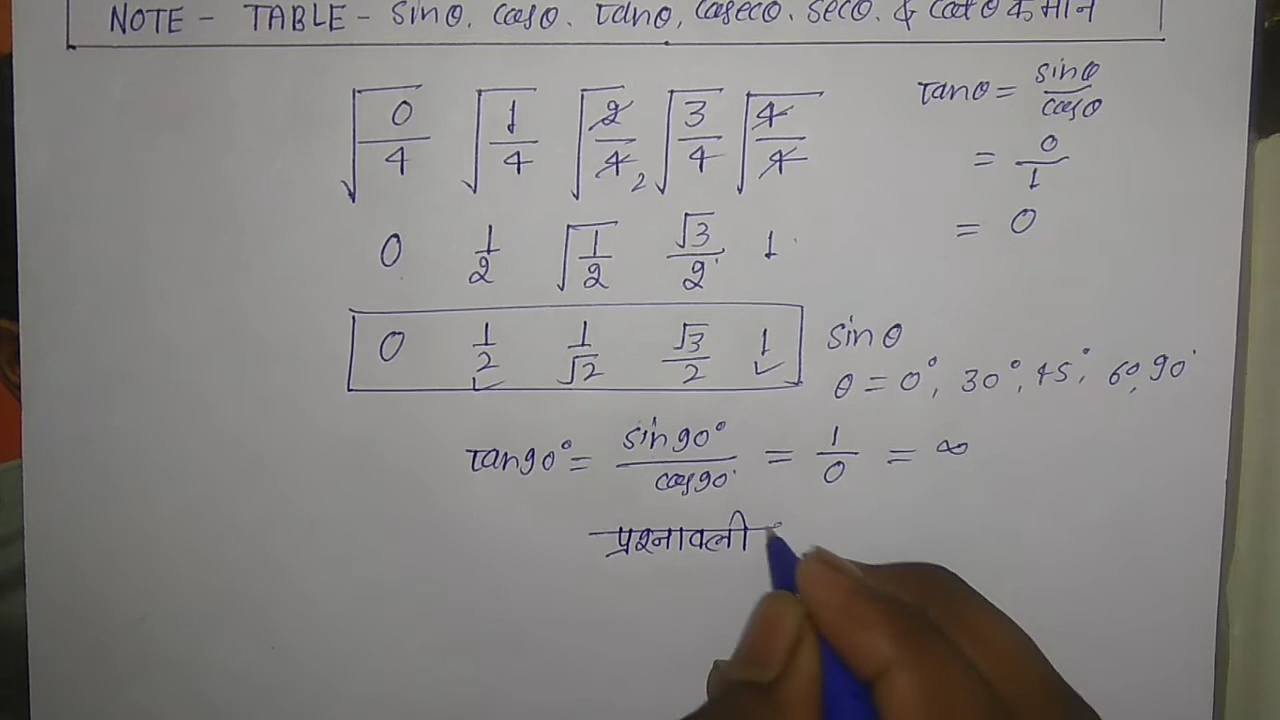 NOTE - TABLE - sinθ. cosθ. tanθ. cosecθ. secθ. & cotθ के मान
√0/4 √1/4 √2/4 2 √3/4 √4/4
0 1/2 √1/2 √3/2 1
0 1/2 1/√2 √3/2 1
tanθ = sinθ/cosθ
= 0/1
= 0
sinθ
θ = 0°, 30°, 45°, 60, 90°
tan90° = sin90°/cos90° = 1/0 = ∞
प्रश्नावली